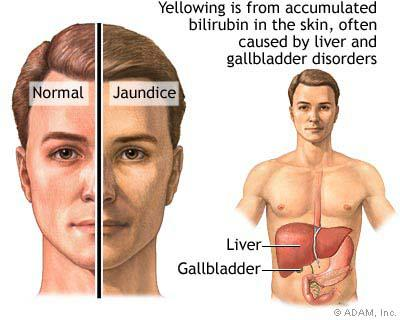 Yellowing is from accumulated
bilirubin in the skin, often
caused by liver and
gallbladder disorders
Normal
Jaundice
Liver
Gallbladder
© ADAM, Inc.